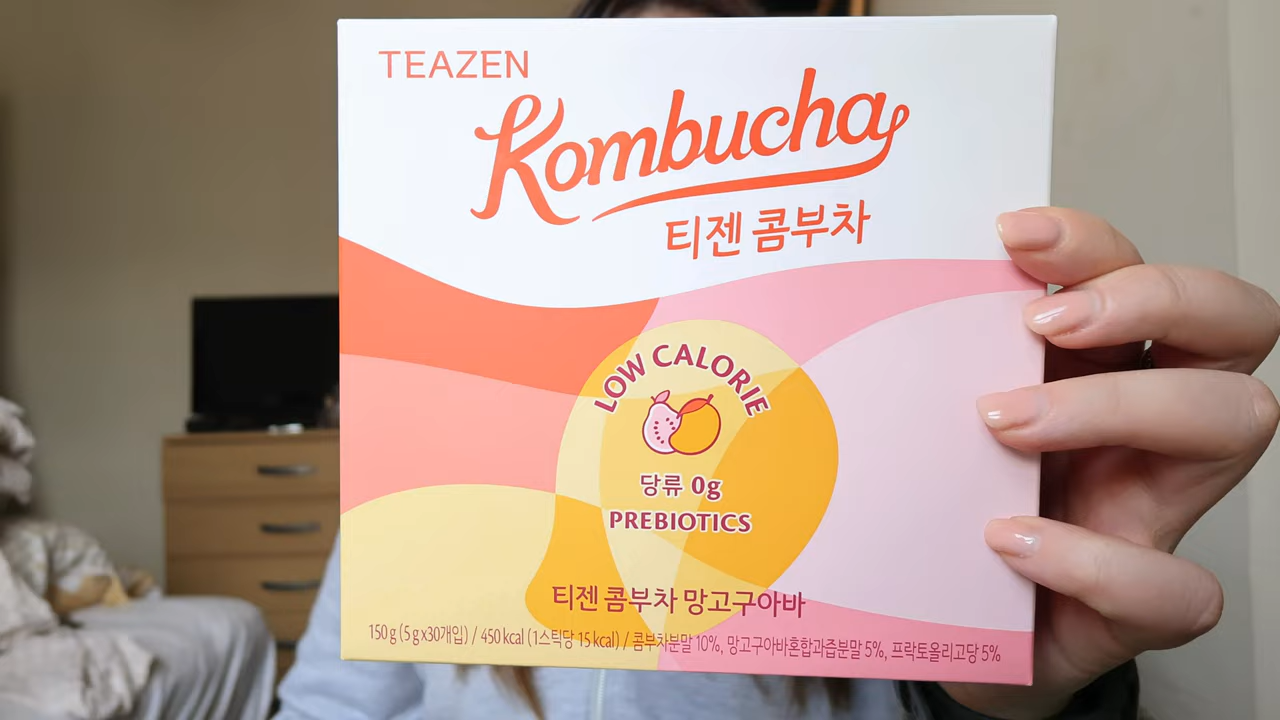 TEAZEN
Kombucha
티젠 콤부차
LOW CALORIE
당류 0g
PREBIOTICS
티젠 콤부차 망고구아바
150 g (5 g x30개입) / 450 kcal (1스틱당 15 kcal) / 콤부차분말 10%, 망고구아바혼합과즙분말 5%, 프락토올리고당 5%